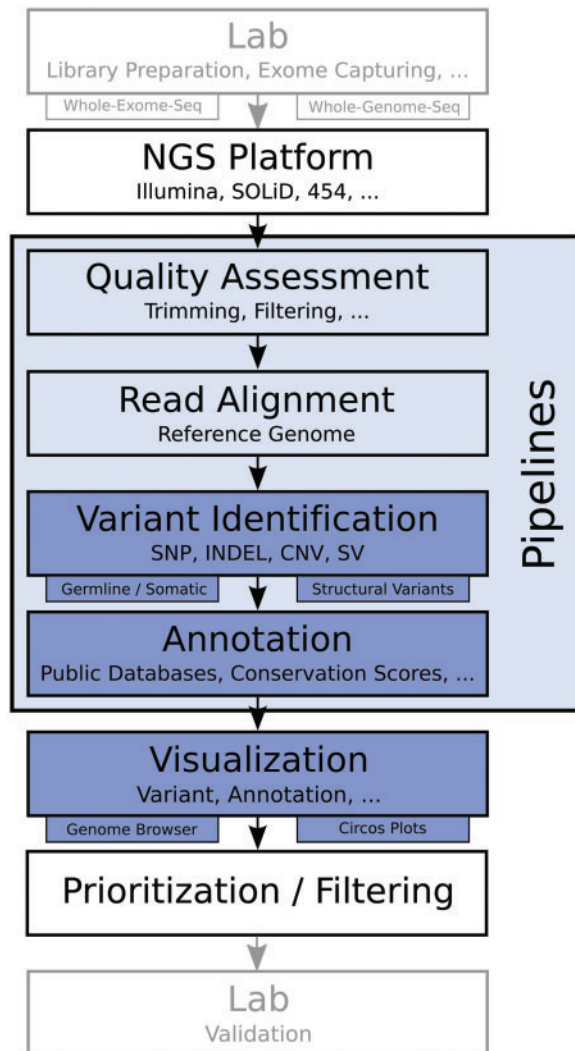 Lab
Library Preparation, Exome Capturing, ...
Whole-Exome-Seq
Whole-Genome-Seq
NGS Platform
Illumina, SOLiD, 454, ...
Quality Assessment
Trimming, Filtering, ...
Read Alignment
Reference Genome
Variant Identification
SNP, INDEL, CNV, SV
Germline / Somatic
Structural Variants
Annotation
Public Databases, Conservation Scores, ...
Pipelines
Visualization
Variant, Annotation, ...
Genome Browser
Circos Plots
Prioritization / Filtering
Lab
Validation